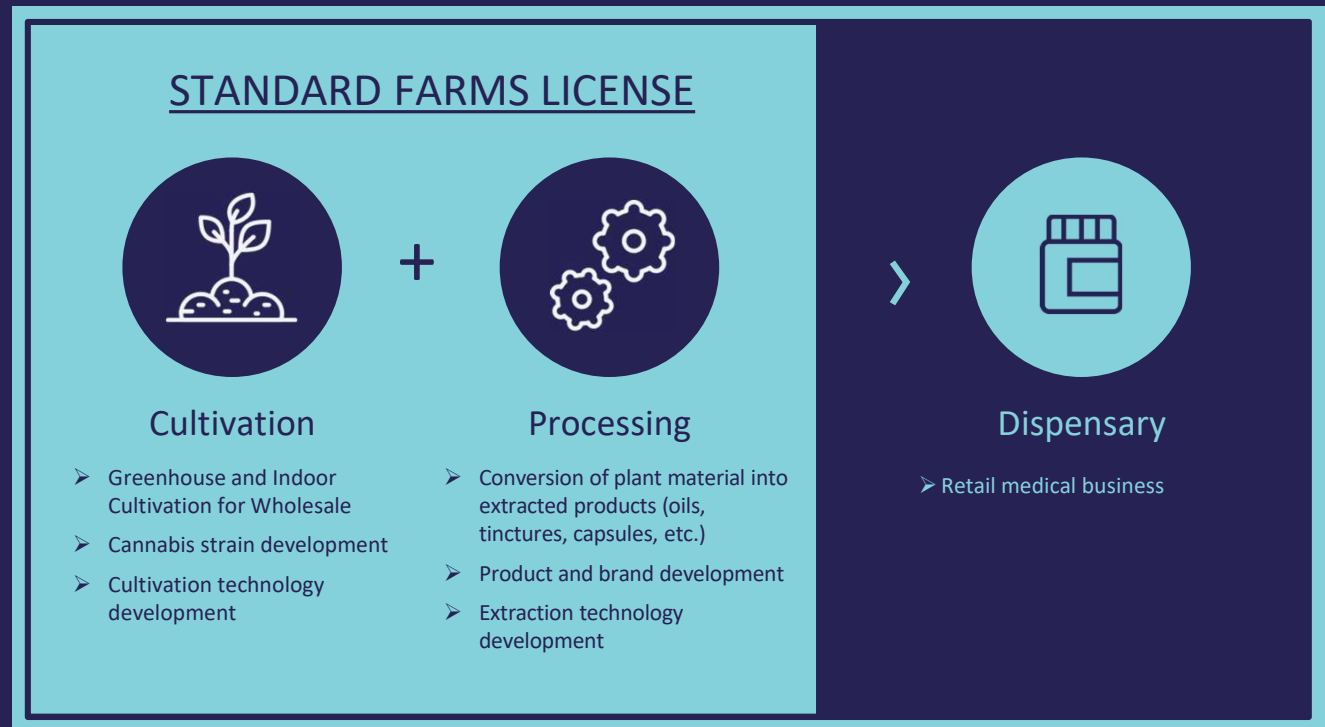 STANDARD FARMS LICENSE
+
›
Cultivation
➢ Greenhouse and Indoor
Cultivation for Wholesale
➢ Cannabis strain development
➢ Cultivation technology
development
Processing
➢ Conversion of plant material into
extracted products (oils,
tinctures, capsules, etc.)
➢ Product and brand development
➢ Extraction technology
development
Dispensary
➢ Retail medical business